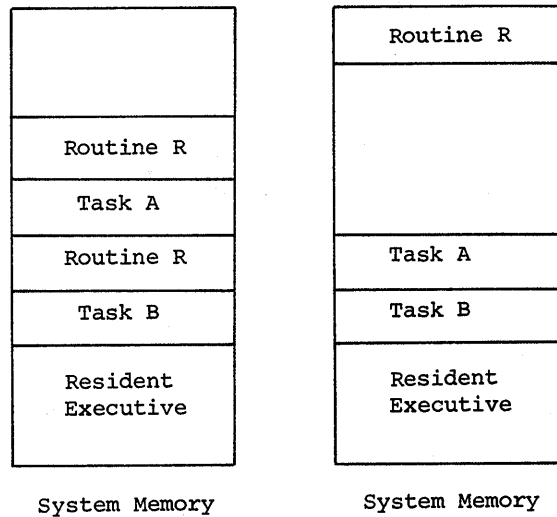 Routine R
Task A
Routine R
Task B
Resident
Executive
System Memory
Routine R
Task A
Task B
Resident
Executive
System Memory